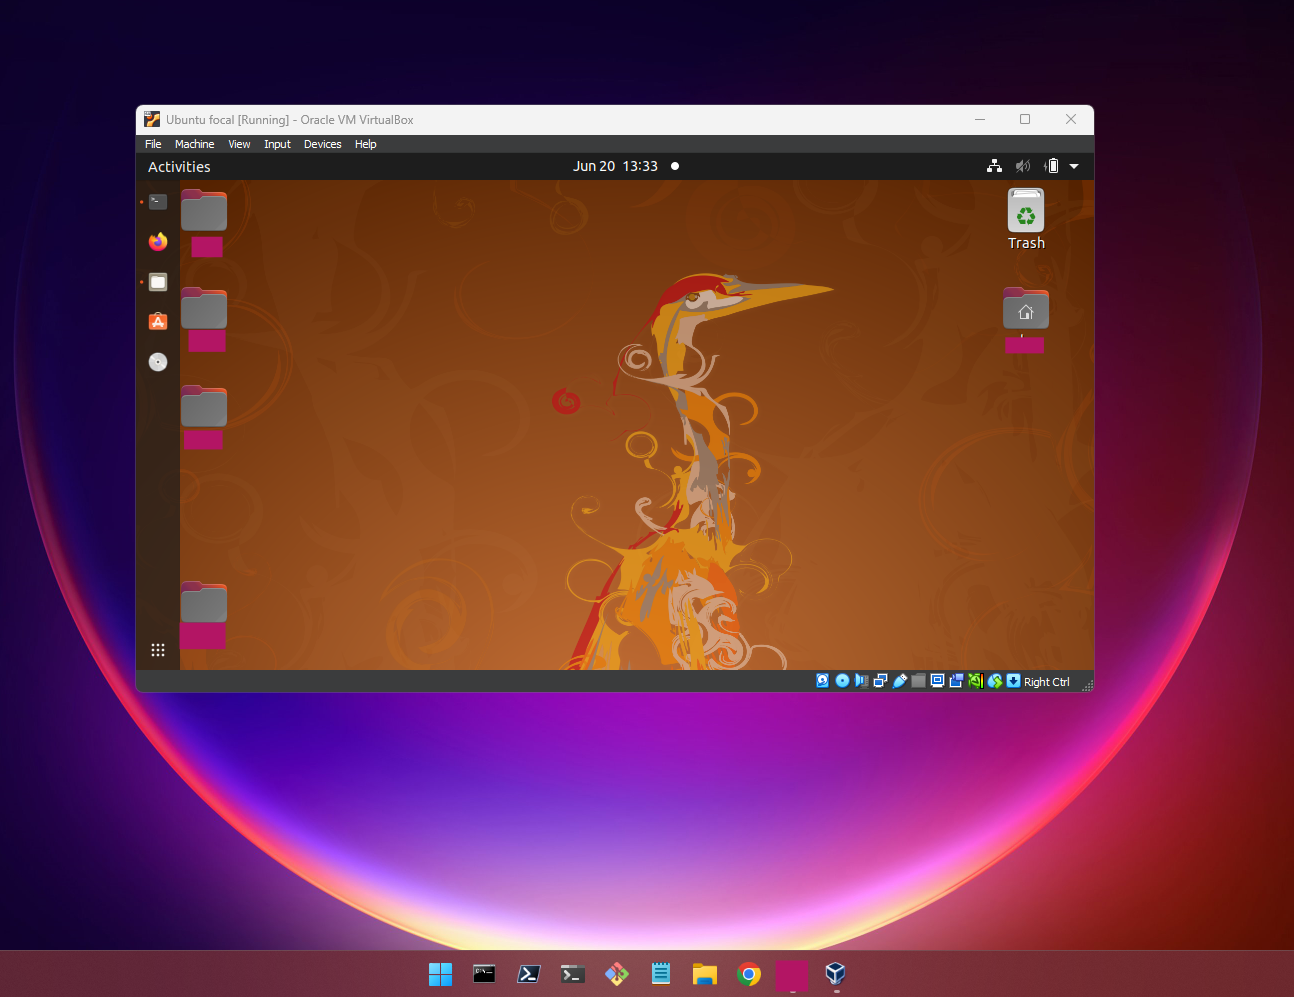 Ubuntu focal [Running] - Oracle VM VirtualBox
File Machine View Input Devices Help
Activities
Jun 20 13:33
Trash
Right Ctrl